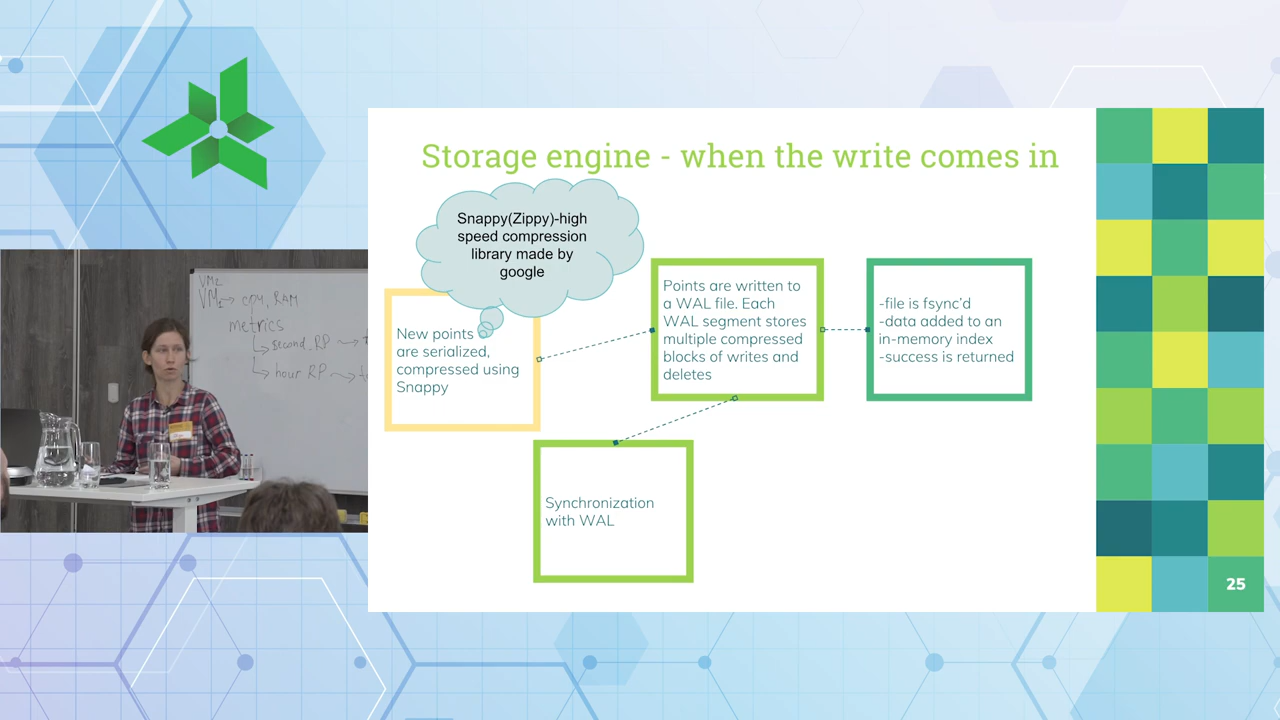 Storage engine - when the write comes in
Snappy(Zippy)-high
speed compression
library made by
google
New points
are serialized,
compressed using
Snappy
Points are written to
a WAL file. Each
WAL segment stores
multiple compressed
blocks of writes and
deletes
-file is fsync'd
-data added to an
in-memory index
-success is returned
Synchronization
with WAL
25
VM2
VM1 → CPU, RAM
metrics
second RP
hour RP